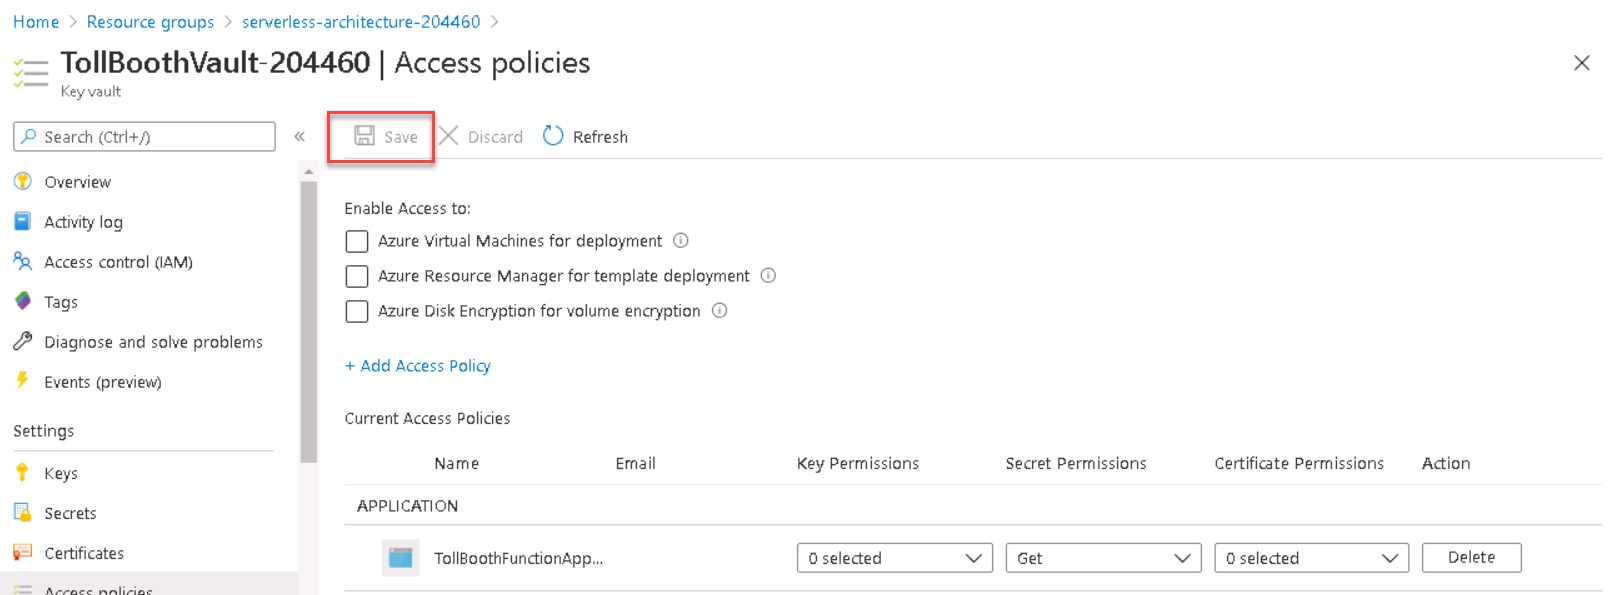 Home > Resource groups > serverless-architecture-204460 >
TollBoothVault-204460 | Access policies
Key vault
Search (Ctrl+/)
«
Save
Discard
Refresh
Overview
Activity log
Access control (IAM)
Tags
Diagnose and solve problems
Events (preview)
Settings
Keys
Secrets
Certificates
Access policies
Enable Access to:
Azure Virtual Machines for deployment
Azure Resource Manager for template deployment
Azure Disk Encryption for volume encryption
+ Add Access Policy
Current Access Policies
Name Email Key Permissions Secret Permissions Certificate Permissions Action
APPLICATION
TollBoothFunctionApp... 0 selected Get 0 selected Delete